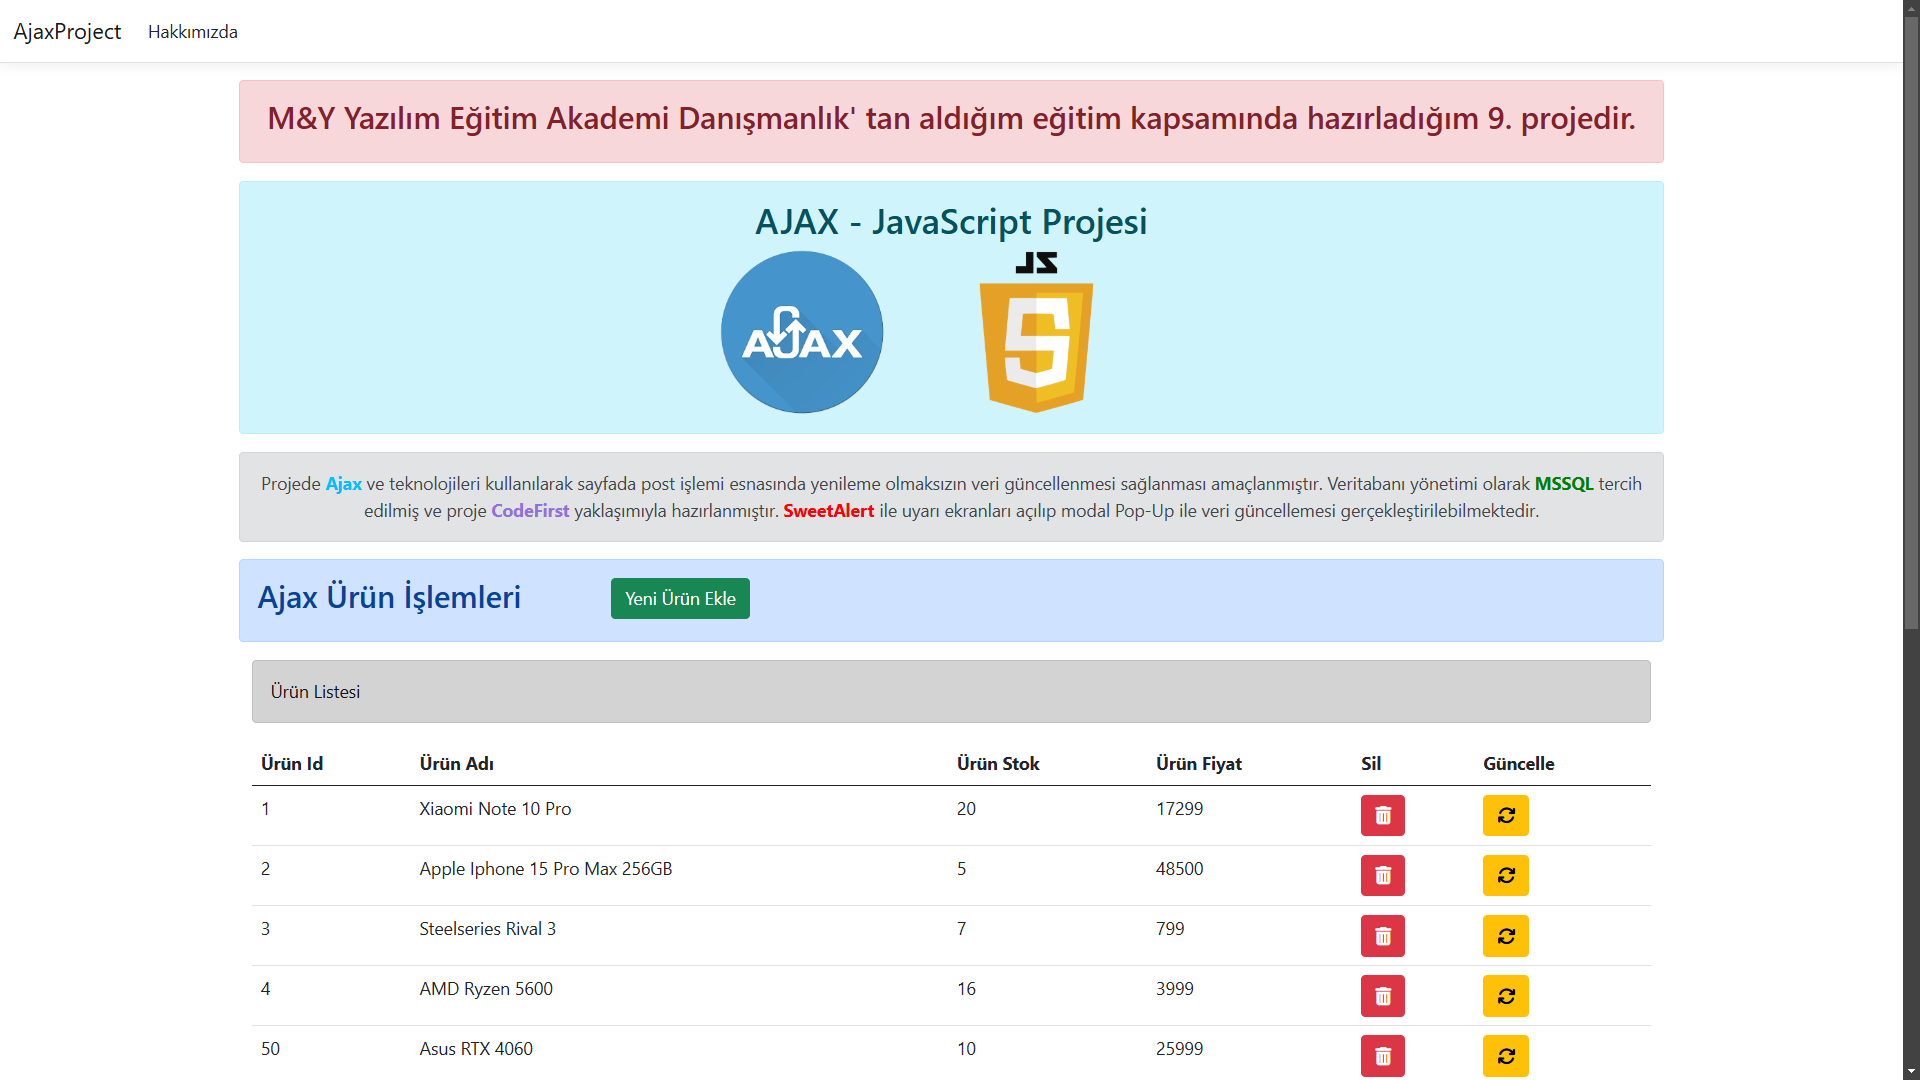 AjaxProject Hakkımızda
M&Y Yazılım Eğitim Akademi Danışmanlık' tan aldığım eğitim kapsamında hazırladığım 9. projedir.
AJAX - JavaScript Projesi
JS
AJAX
Projede Ajax ve teknolojileri kullanılarak sayfada post işlemi esnasında yenileme olmaksızın veri güncellenmesi sağlanması amaçlanmıştır. Veritabanı yönetimi olarak MSSQL tercih
edilmiş ve proje CodeFirst yaklaşımıyla hazırlanmıştır. SweetAlert ile uyarı ekranları açılıp modal Pop-Up ile veri güncellemesi gerçekleştirilebilmektedir.
Ajax Ürün İşlemleri Yeni Ürün Ekle
Ürün Listesi
Ürün Id Ürün Adı Ürün Stok Ürün Fiyat Sil Güncelle
1 Xiaomi Note 10 Pro 20 17299
2 Apple Iphone 15 Pro Max 256GB 5 48500
3 Steelseries Rival 3 7 799
4 AMD Ryzen 5600 16 3999
50 Asus RTX 4060 10 25999